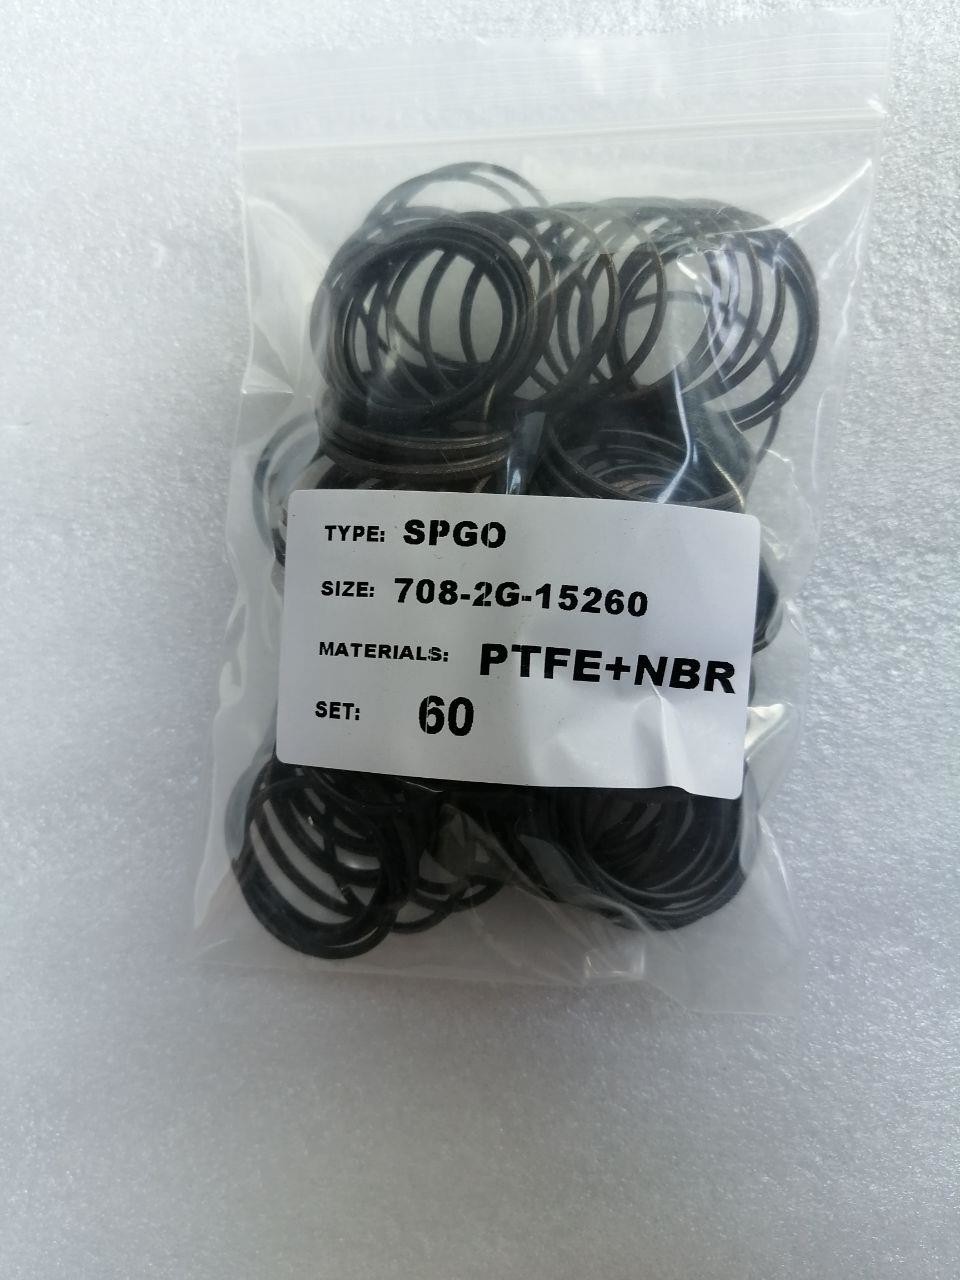 TYPE: SPGO
SIZE: 708-2G-15260
MATERIALS: PTFE+NBR
SET: 60